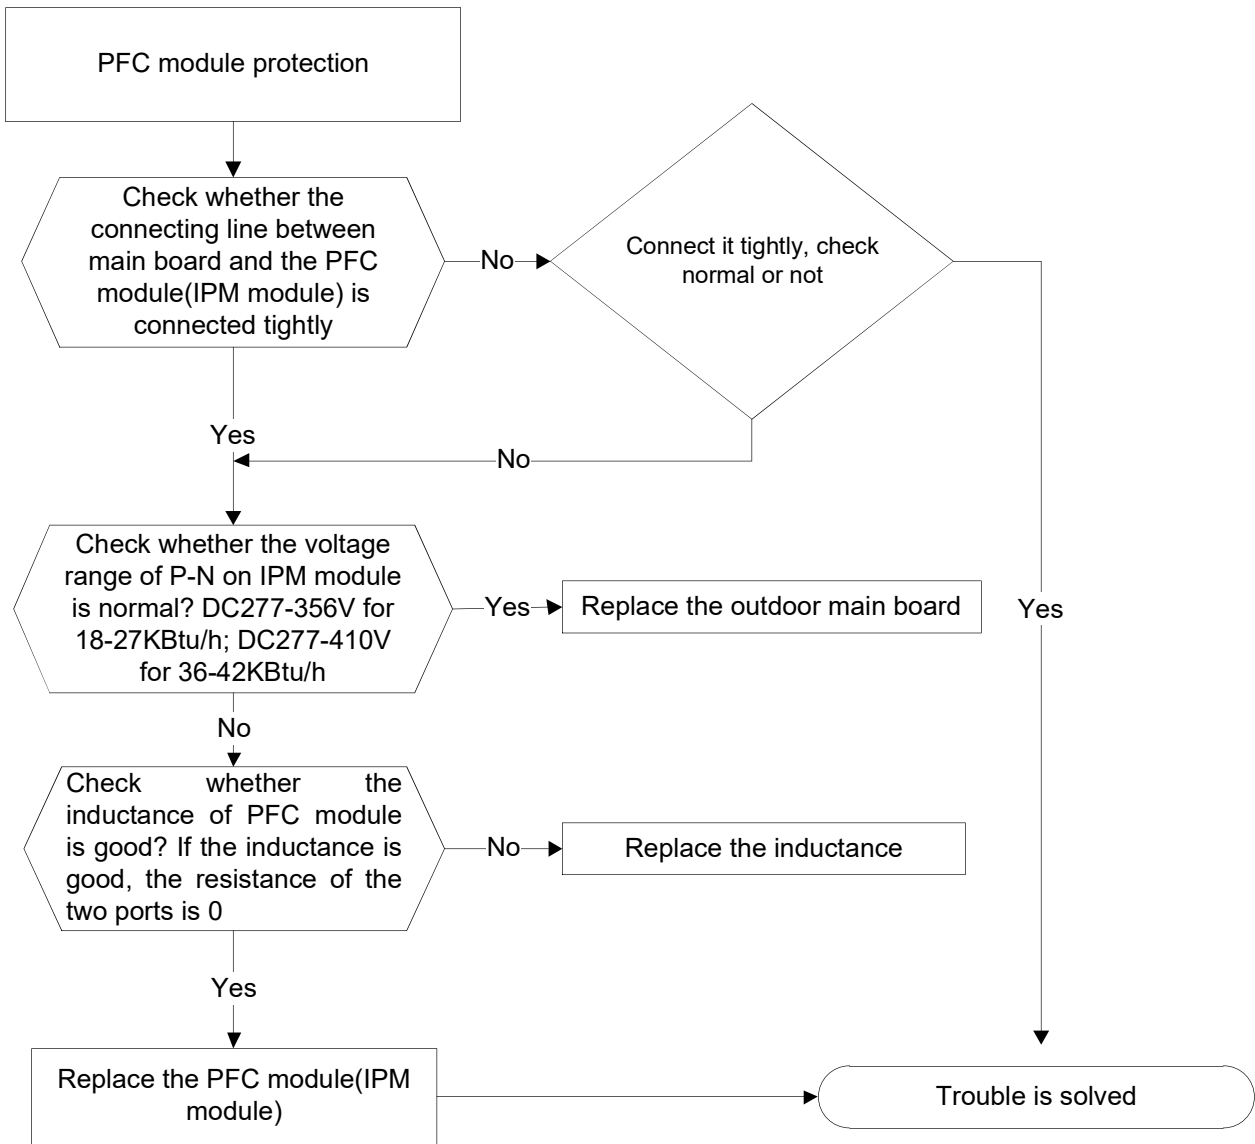 PFC module protection
Check whether the
connecting line between
main board and the PFC
module(IPM module) is
connected tightly
No
Connect it tightly, check
normal or not
Yes
No
Check whether the voltage
range of P-N on IPM module
is normal? DC277-356V for
18-27KBtu/h; DC277-410V
for 36-42KBtu/h
Yes
Replace the outdoor main board
Yes
No
Check whether the
inductance of PFC module
is good? If the inductance is
good, the resistance of the
two ports is 0
No
Replace the inductance
Yes
Replace the PFC module(IPM
module)
Trouble is solved